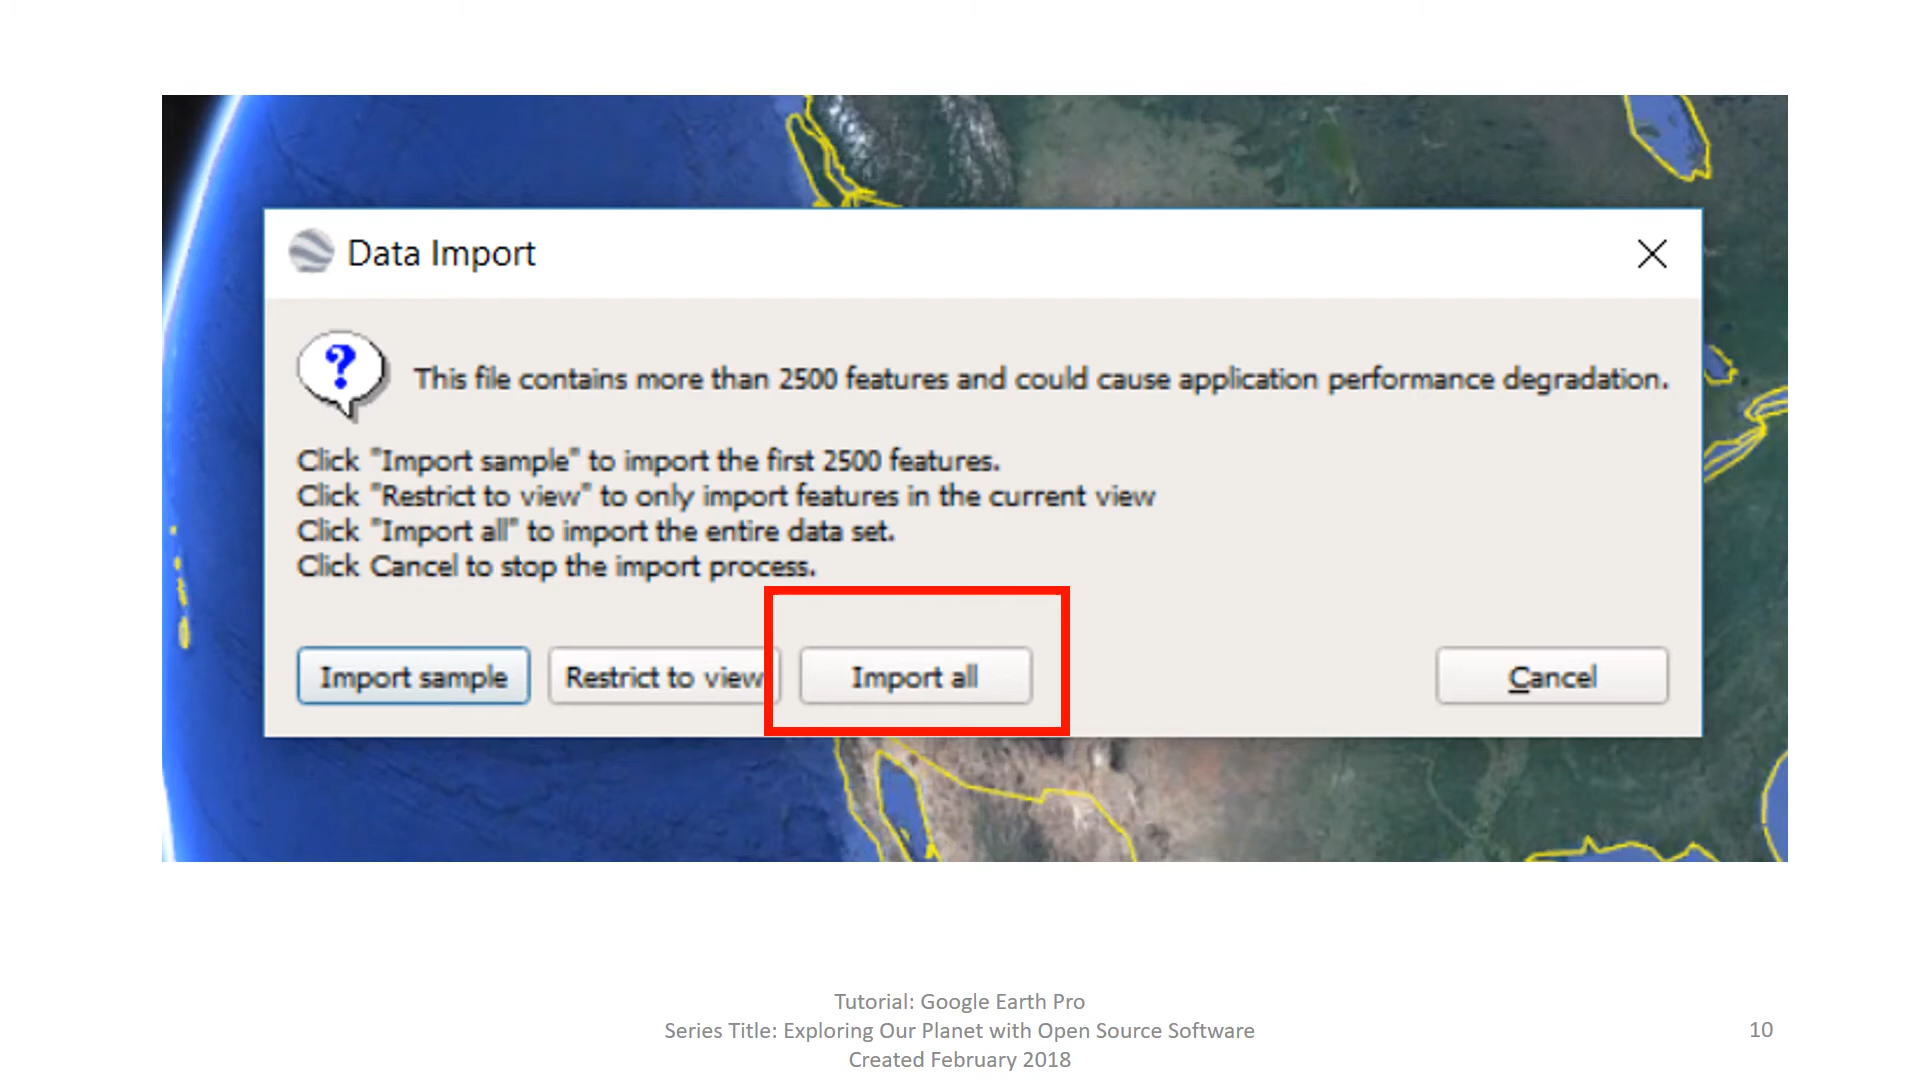 Data Import
?
This file contains more than 2500 features and could cause application performance degradation.
Click "Import sample" to import the first 2500 features.
Click "Restrict to view" to only import features in the current view
Click "Import all" to import the entire data set.
Click Cancel to stop the import process.
Import sample Restrict to view Import all Cancel
Tutorial: Google Earth Pro
Series Title: Exploring Our Planet with Open Source Software
Created February 2018
10